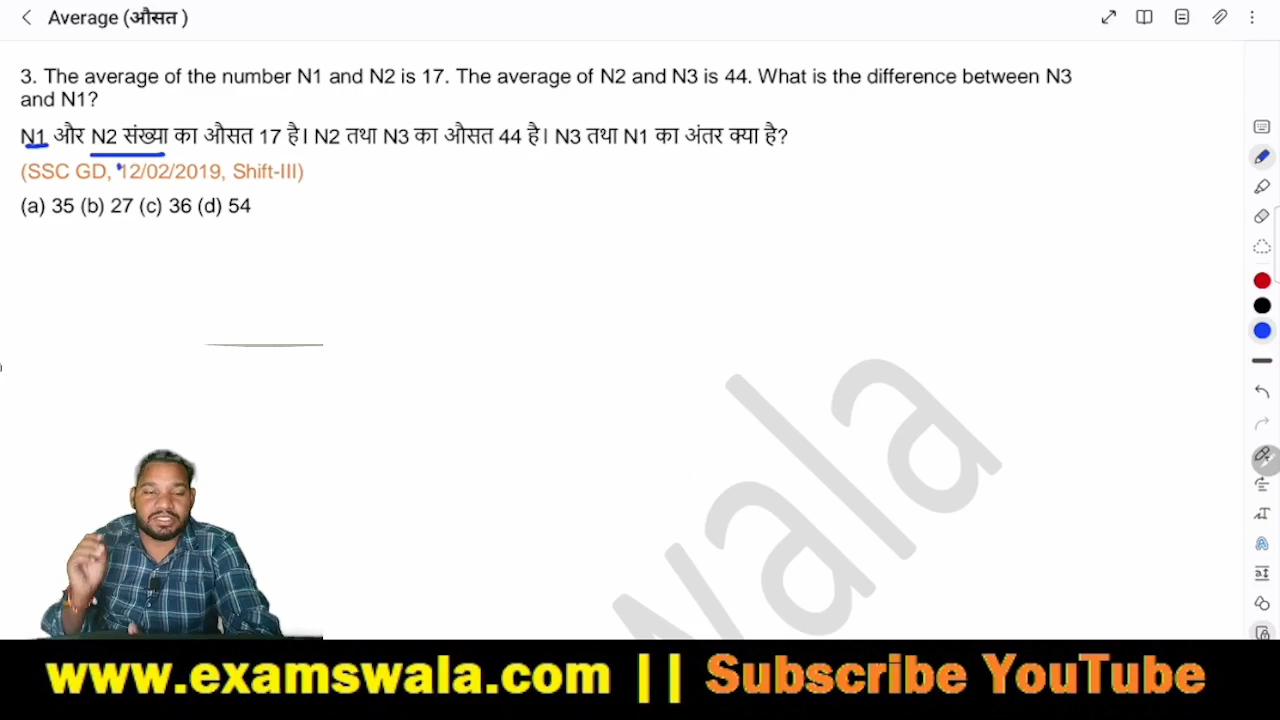 Average (औसत )
3. The average of the number N1 and N2 is 17. The average of N2 and N3 is 44. What is the difference between N3
and N1?
N1 और N2 संख्या का औसत 17 है। N2 तथा N3 का औसत 44 है। N3 तथा N1 का अंतर क्या है?
(SSC GD, 12/02/2019, Shift-III)
(a) 35 (b) 27 (c) 36 (d) 54
wala
www.examswala.com || Subscribe YouTube